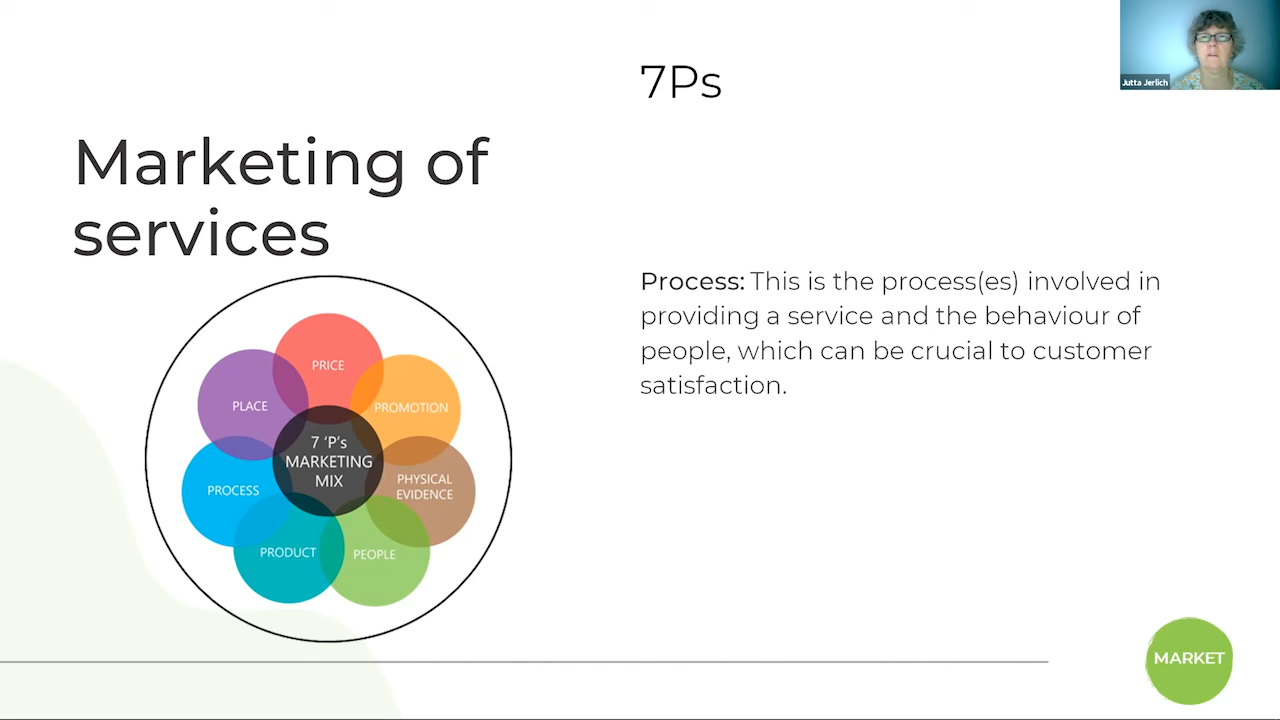 Jutta Jerlich
7Ps
Marketing of
services
Process: This is the process(es) involved in
providing a service and the behaviour of
people, which can be crucial to customer
satisfaction.
PRICE
PLACE
PROMOTION
7 ‘P’s
MARKETING
MIX
PHYSICAL
EVIDENCE
PROCESS
PRODUCT
PEOPLE
MARKET